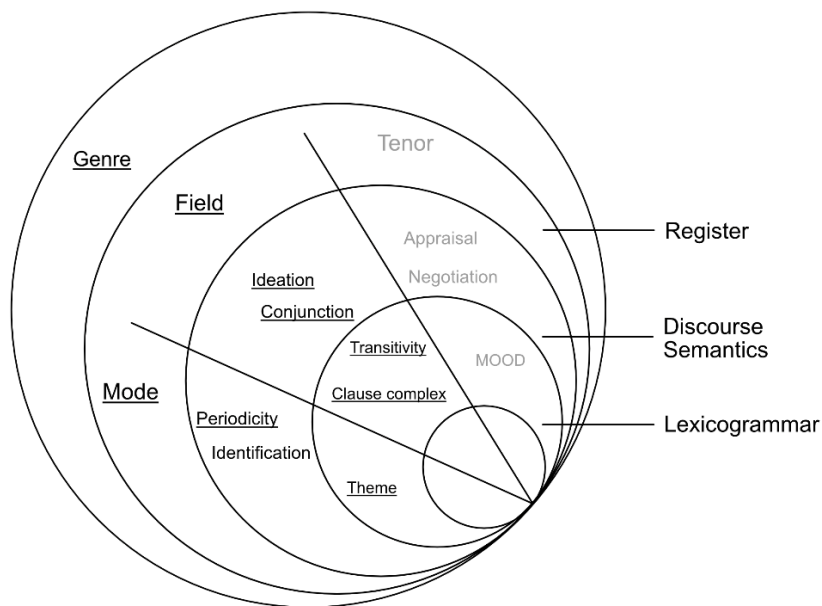 Tenor
Genre
Field
Register
Appraisal
Ideation
Negotiation
Conjunction
Discourse
Semantics
Transitivity
MOOD
Mode
Clause complex
Periodicity
Lexicogrammar
Identification
Theme